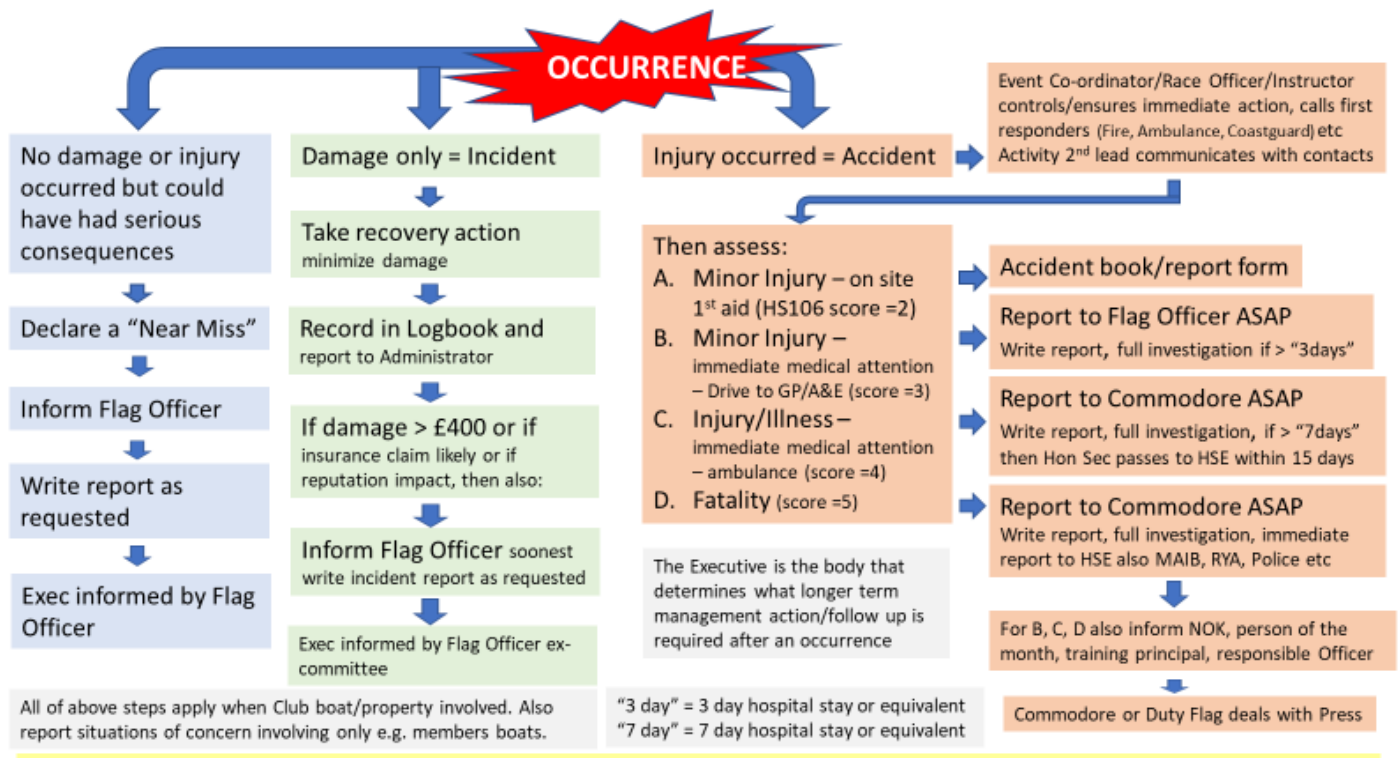 OCCURRENCE
No damage or injury
occurred but could
have had serious
consequences
Declare a “Near Miss”
Inform Flag Officer
Write report as
requested
Exec informed by Flag
Officer
Damage only = Incident
Take recovery action
minimize damage
Record in Logbook and
report to Administrator
If damage > £400 or if
insurance claim likely or if
reputation impact, then also:
Inform Flag Officer soonest
write incident report as requested
Exec informed by Flag Officer ex-
committee
All of above steps apply when Club boat/property involved. Also
report situations of concern involving only e.g. members boats.
Injury occurred = Accident
Event Co-ordinator/Race Officer/Instructor
controls/ensures immediate action, calls first
responders (Fire, Ambulance, Coastguard) etc
Activity 2nd lead communicates with contacts
Then assess:
A. Minor Injury – on site
1st aid (HS106 score =2)
B. Minor Injury –
immediate medical attention
– Drive to GP/A&E (score =3)
C. Injury/Illness –
immediate medical attention
– ambulance (score =4)
D. Fatality (score =5)
Accident book/report form
Report to Flag Officer ASAP
Write report, full investigation if > “3days”
Report to Commodore ASAP
Write report, full investigation, if > “7days”
then Hon Sec passes to HSE within 15 days
Report to Commodore ASAP
Write report, full investigation, immediate
report to HSE also MAIB, RYA, Police etc
For B, C, D also inform NOK, person of the
month, training principal, responsible Officer
Commodore or Duty Flag deals with Press
The Executive is the body that
determines what longer term
management action/follow up is
required after an occurrence
“3 day” = 3 day hospital stay or equivalent
“7 day” = 7 day hospital stay or equivalent